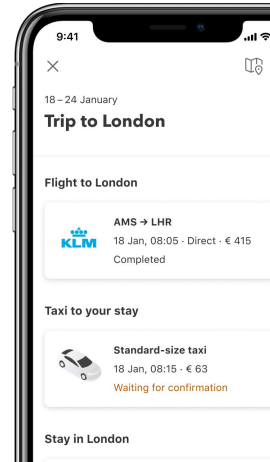 9:41
18 – 24 January
Trip to London
Flight to London
KLM
AMS → LHR
18 Jan, 08:05 · Direct · € 415
Completed
Taxi to your stay
Standard-size taxi
18 Jan, 08:15 · € 63
Waiting for confirmation
Stay in London